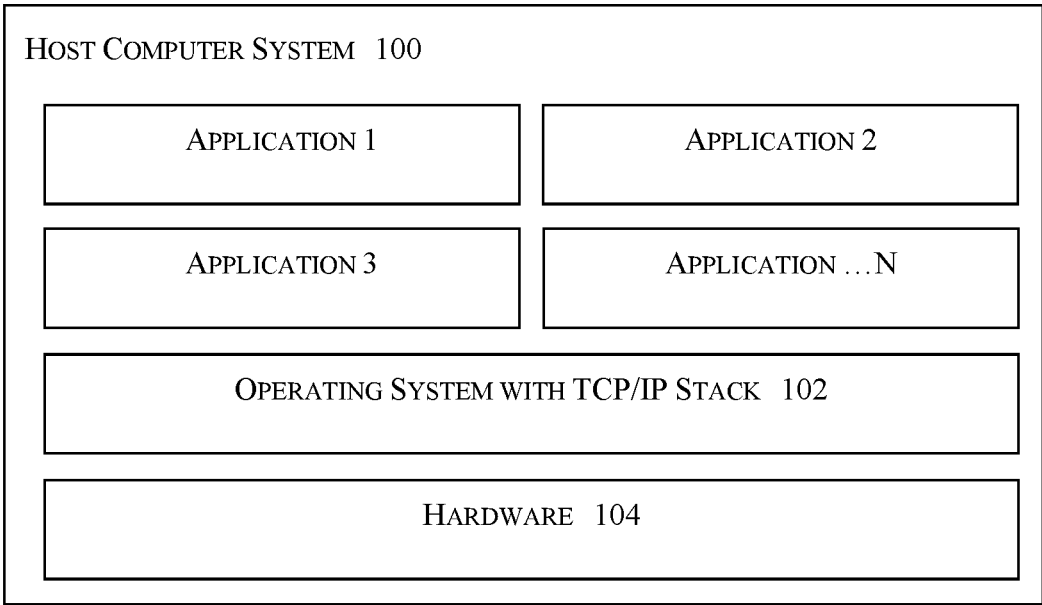 HOST COMPUTER SYSTEM 100
APPLICATION 1
APPLICATION 2
APPLICATION 3
APPLICATION ...N
OPERATING SYSTEM WITH TCP/IP STACK 102
HARDWARE 104